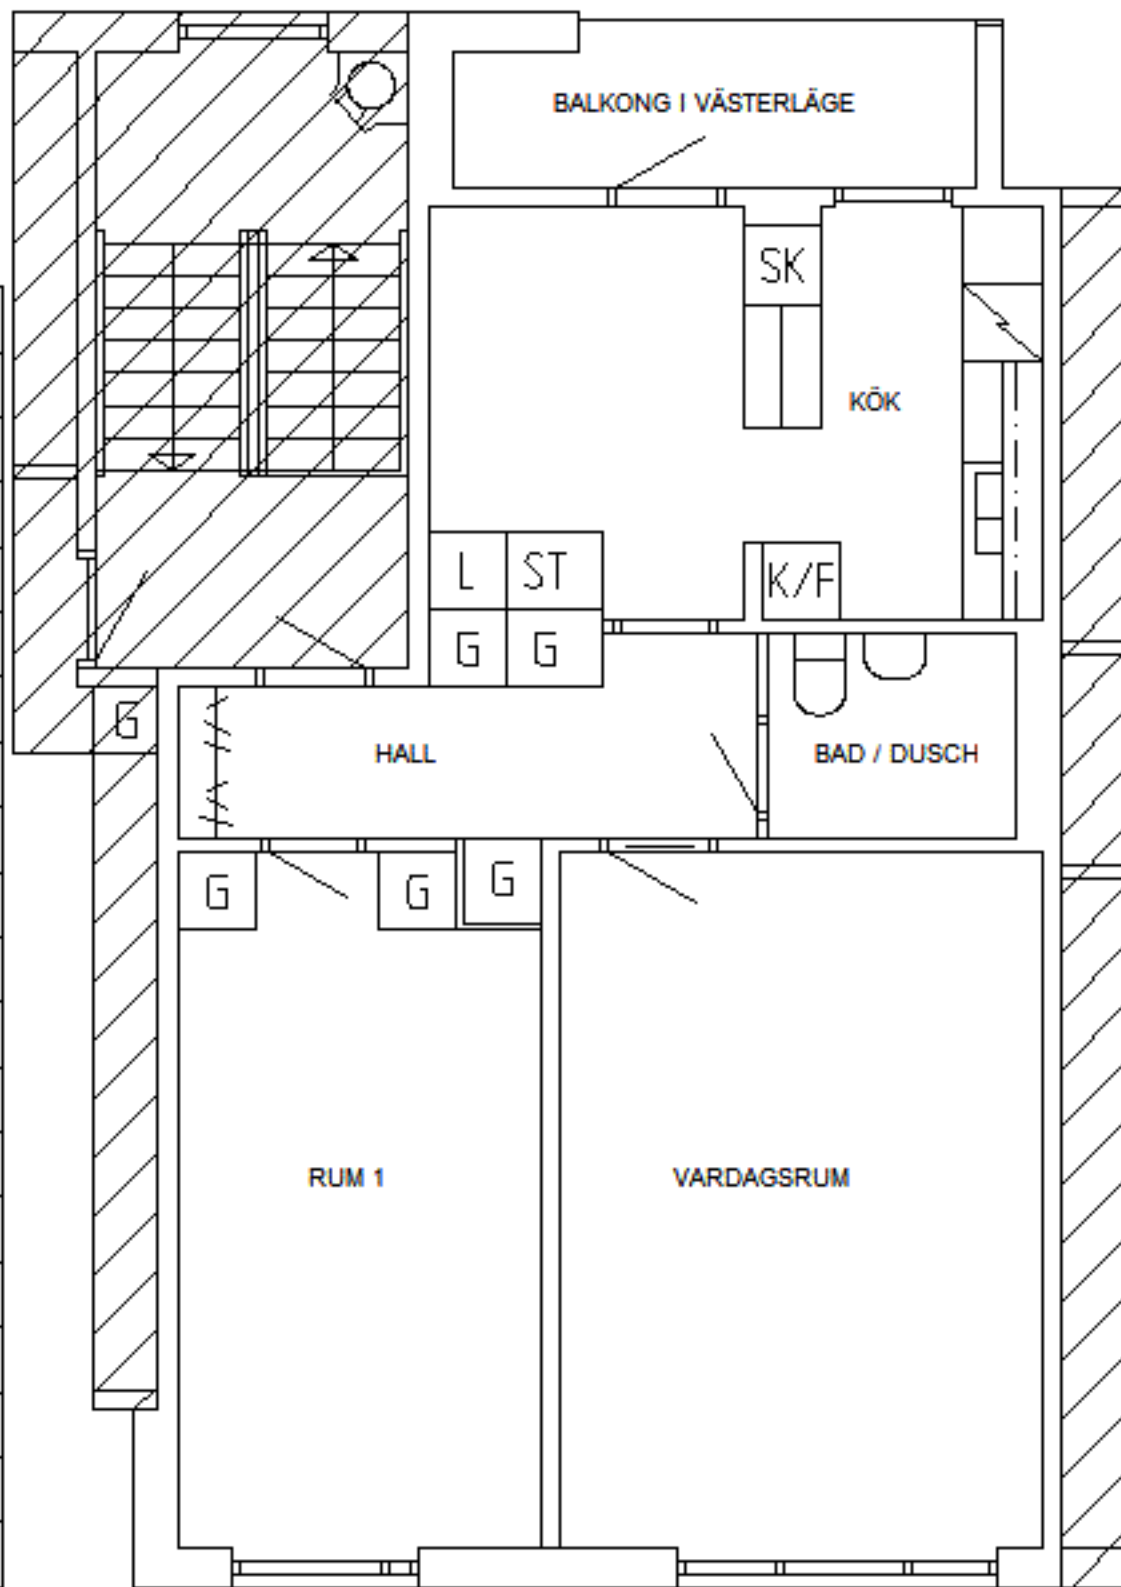 BALKONG I VÄSTERLÄGE
SK
KÖK
L
ST
K/F
G
G
G
HALL
BAD / DUSCH
G
G
G
RUM 1
VARDAGSRUM